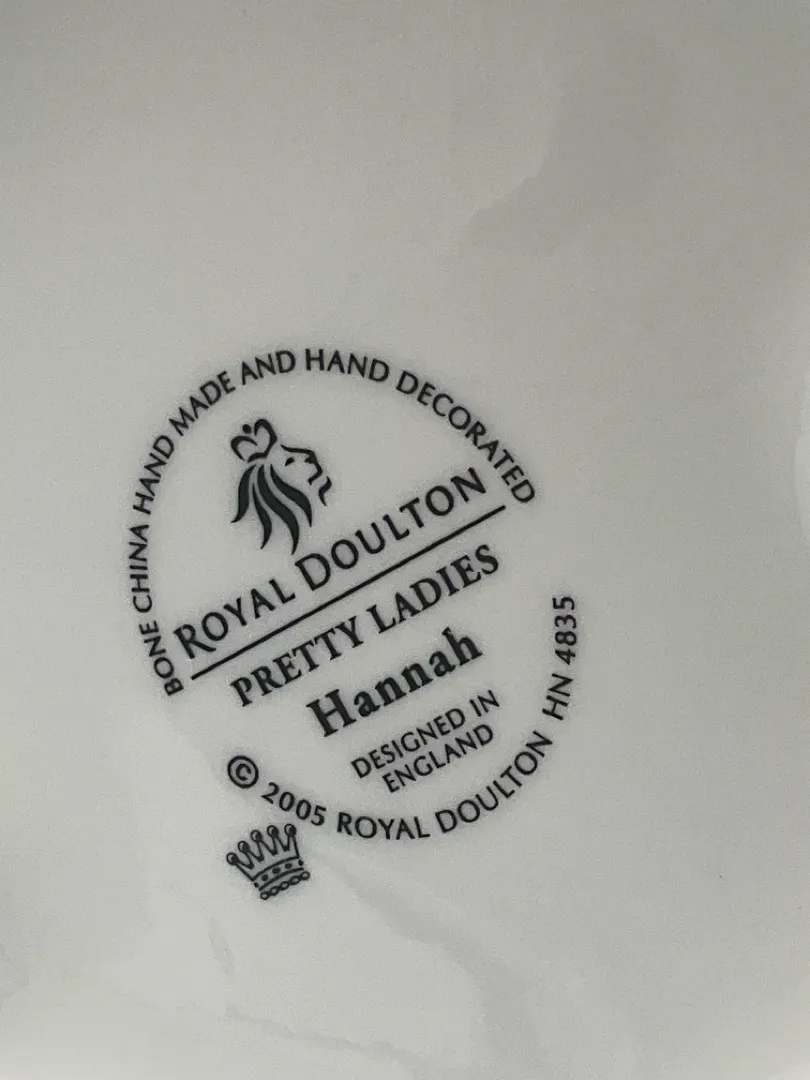 BONE CHINA HAND MADE AND HAND DECORATED
ROYAL DOULTON
PRETTY LADIES
Hannah
DESIGNED IN
ENGLAND
© 2005 ROYAL DOULTON HN 4835